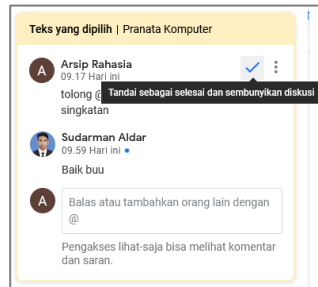 Teks yang dipilih | Pranata Komputer
A
Arsip Rahasia
09.17 Hari ini
tolong @
Tandai sebagai selesai dan sembunyikan diskusi
singkatan
Sudarman Aldar
09.59 Hari ini
Baik buu
A
Balas atau tambahkan orang lain dengan
@
Pengakses lihat-saja bisa melihat komentar
dan saran.